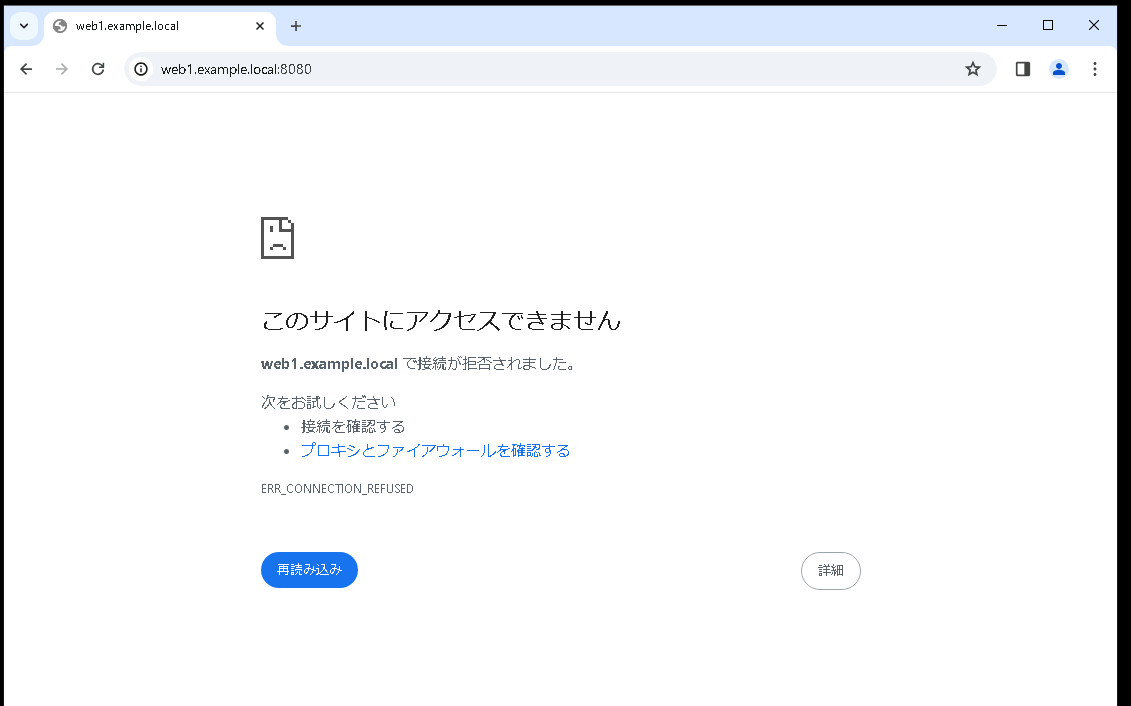 web1.example.local
web1.example.local:8080
このサイトにアクセスできません
web1.example.local で接続が拒否されました。
次をお試しください
接続を確認する
プロキシとファイアウォールを確認する
ERR_CONNECTION_REFUSED
再読み込み
詳細